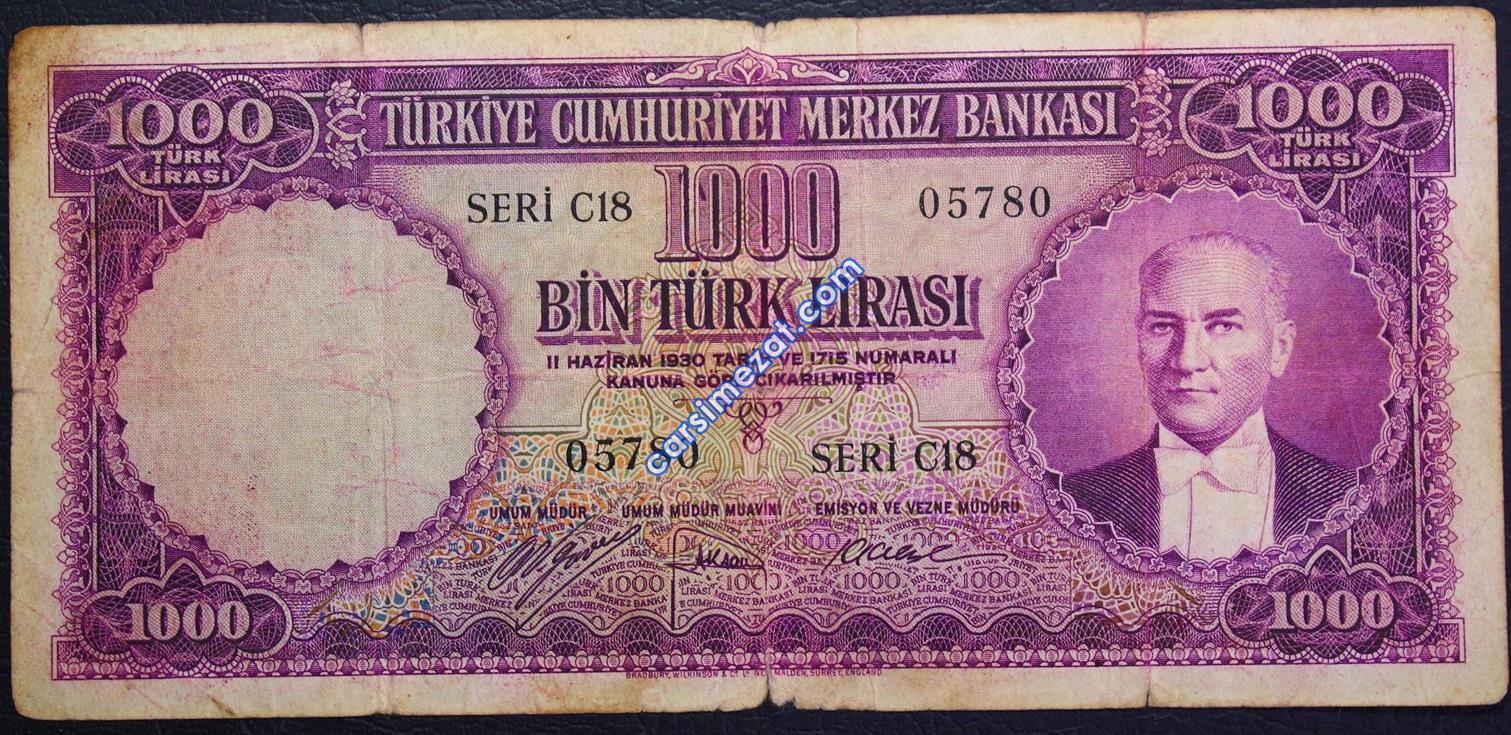 1000
TÜRK
LİRASI
TÜRKİYE CUMHURİYET MERKEZ BANKASI
1000
TÜRK
LİRASI
SERİ C18
1000
05780
BİN TÜRK LİRASI
11 HAZİRAN 1930 TARİH VE 1715 NUMARALI
KANUNA GÖRE ÇIKARILMIŞTIR
carsimezat.com
05780
SERİ C18
UMUM MÜDÜR
UMUM MÜDÜR MUAVİNİ
EMİSYON VE VEZNE MÜDÜRÜ
1000
1000
BRADBURY, WILKINSON & Cº Lᴰ NEW MALDEN, SURREY, ENGLAND